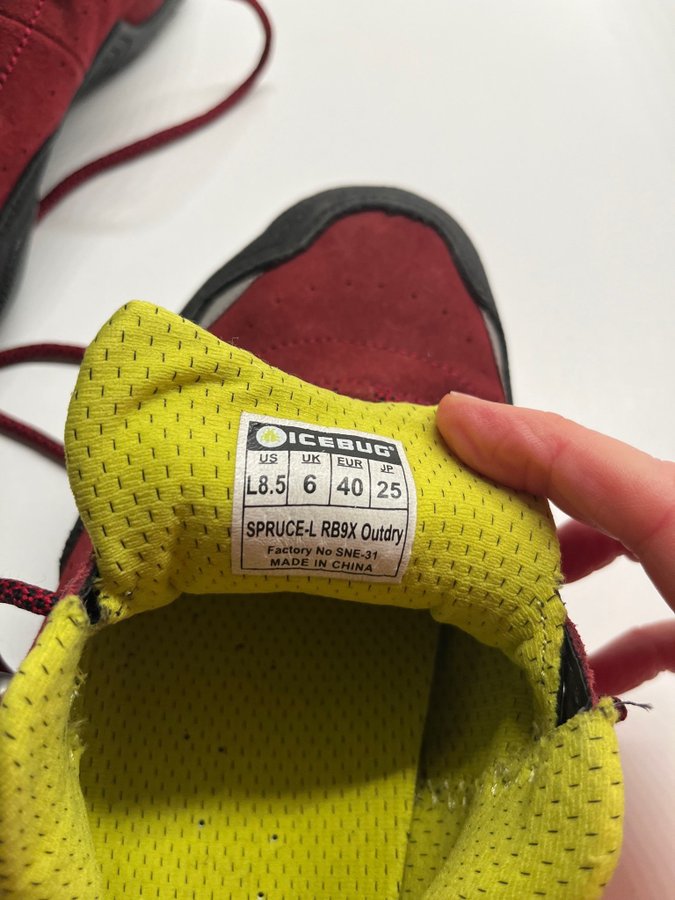 ICEBUG®
US UK EUR JP
L8.5 6 40 25
SPRUCE-L RB9X Outdry
Factory No SNE-31
MADE IN CHINA